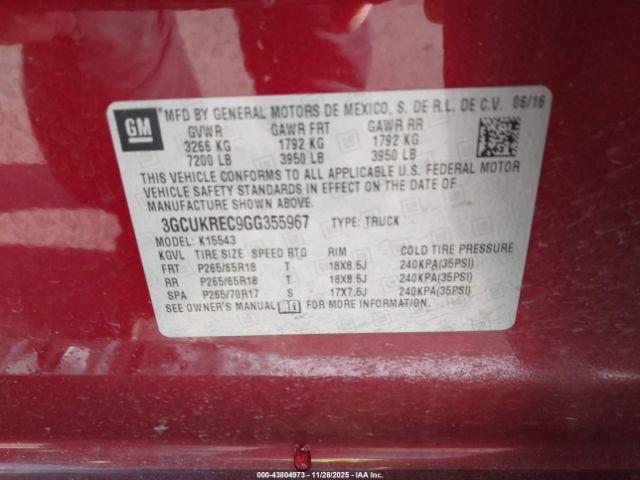 GM
MFD BY GENERAL MOTORS DE MEXICO, S. DE R.L. DE C.V. 06/16
GVWR GAWR FRT GAWR RR
3266 KG 1792 KG 1792 KG
7200 LB 3950 LB 3950 LB
THIS VEHICLE CONFORMS TO ALL APPLICABLE U.S. FEDERAL MOTOR
VEHICLE SAFETY STANDARDS IN EFFECT ON THE DATE OF
MANUFACTURE SHOWN ABOVE.
3GCUKREC9GG355967 TYPE: TRUCK
MODEL: K15543
KGVL TIRE SIZE SPEED RTG RIM COLD TIRE PRESSURE
FRT P265/65R18 T 18X8.5J 240KPA(35PSI)
RR P265/65R18 T 18X8.5J 240KPA(35PSI)
SPA P265/70R17 S 17X7.5J 240KPA(35PSI)
SEE OWNER'S MANUAL FOR MORE INFORMATION.
000-43804973 | 11/28/2025 | IAA Inc.